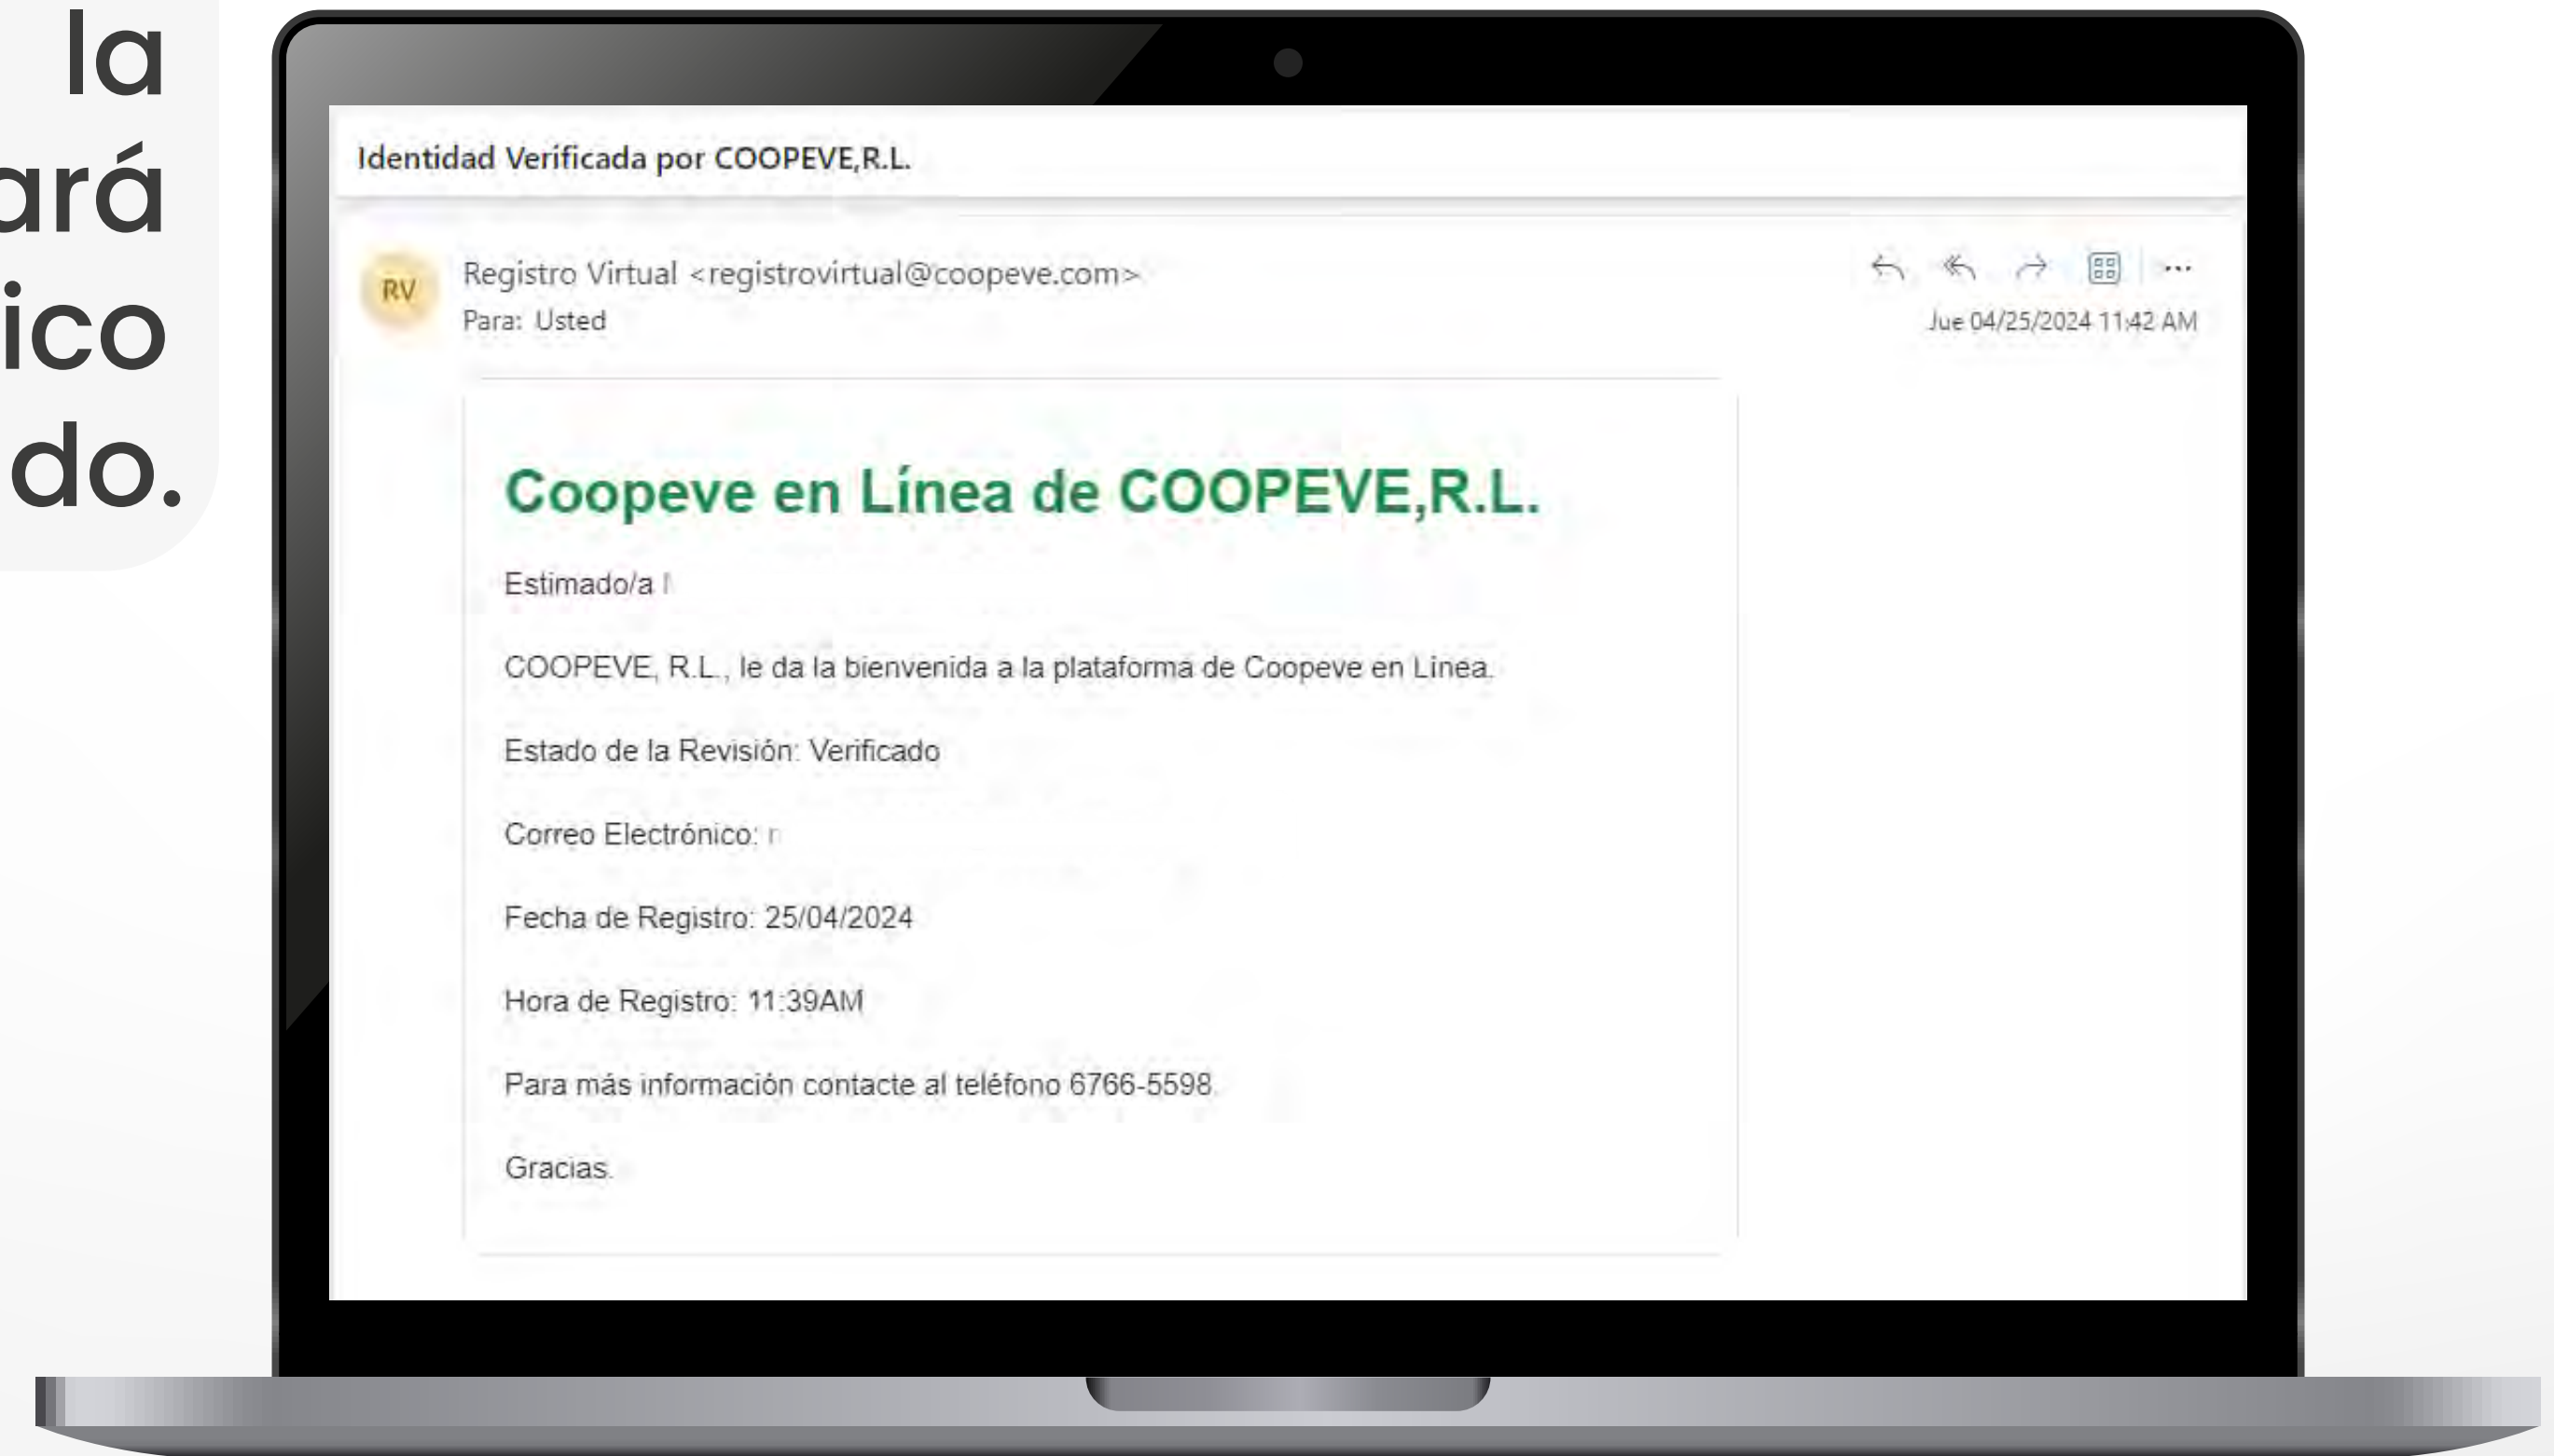 la
ará
ico
do.
Identidad Verificada por COOPEVE,R.L.
RV
Registro Virtual <registrovirtual@coopeve.com>
Para: Usted
Jue 04/25/2024 11:42 AM
Coopeve en Línea de COOPEVE,R.L.
Estimado/a
COOPEVE, R.L., le da la bienvenida a la plataforma de Coopeve en Linea.
Estado de la Revisión: Verificado
Correo Electrónico:
Fecha de Registro: 25/04/2024
Hora de Registro: 11:39AM
Para más información contacte al teléfono 6766-5598.
Gracias.